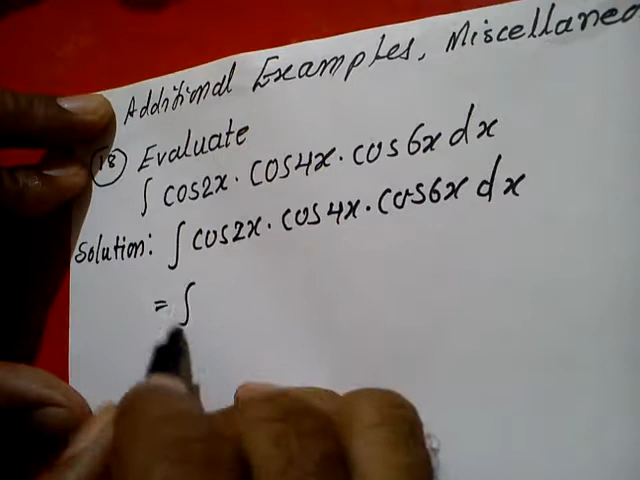 Additional Examples, Miscellaneo
(18) Evaluate
∫ cos2x · cos4x · cos6x dx
Solution: ∫ cos2x · cos4x · cos6x dx
= ∫